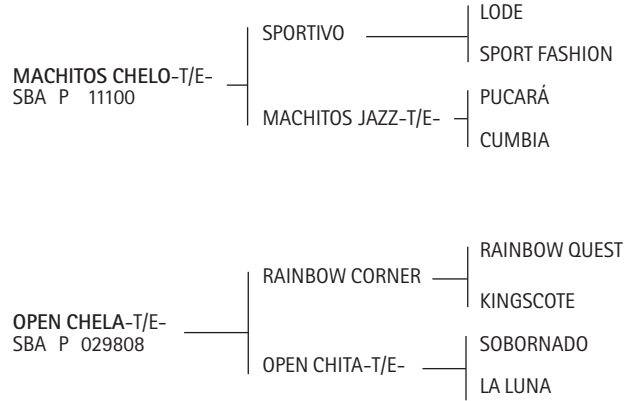 LODE
SPORTIVO
SPORT FASHION
MACHITOS CHELO-T/E-
SBA P 11100
PUCARÁ
MACHITOS JAZZ-T/E-
CUMBIA
RAINBOW QUEST
RAINBOW CORNER
KINGSCOTE
OPEN CHELA-T/E-
SBA P 029808
SOBORNADO
OPEN CHITA-T/E-
LA LUNA